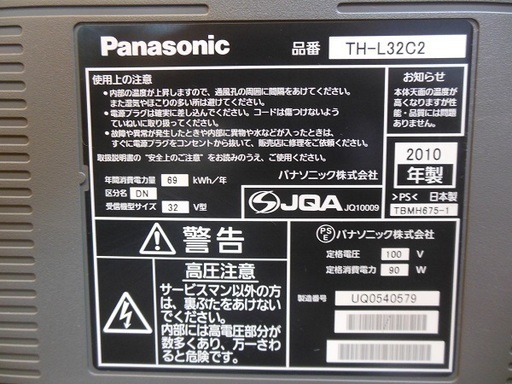 Panasonic 品番 TH-L32C2
使用上の注意
• 内部の温度が上昇しますので、通風孔の周囲に間隔をあけてください。
また湿気やほこりの多い所は避けてください。
• 電源プラグは確実に差し込んでください。コードは傷つけないよう
ていねいに取り扱ってください。
• 故障や異常が発生したときや内部に異物や水などが入ったときは
すぐに電源プラグをコンセントから抜いて、販売店に修理をご依頼ください。
取扱説明書の"安全上のご注意"をお読みのうえ、ご使用ください。
お知らせ
天面の温度が
高くなりますが性
能・品質には問題
ありません。
年間消費電力量 69 kWh/年
区分名 DN
受信機型サイズ 32 V型
パナソニック株式会社
JQA JQ10009
2010
年製
>PS< 日本製
TBMH675-1
警告
高圧注意
サービスマン以外の方
は、裏ぶたをあけない
でください。
内部には高電圧部分が
数多くあり、万一さわ
ると危険です。
PSE パナソニック株式会社
定格電圧 100 V
定格消費電力 90 W
製造番号 UQ0540579